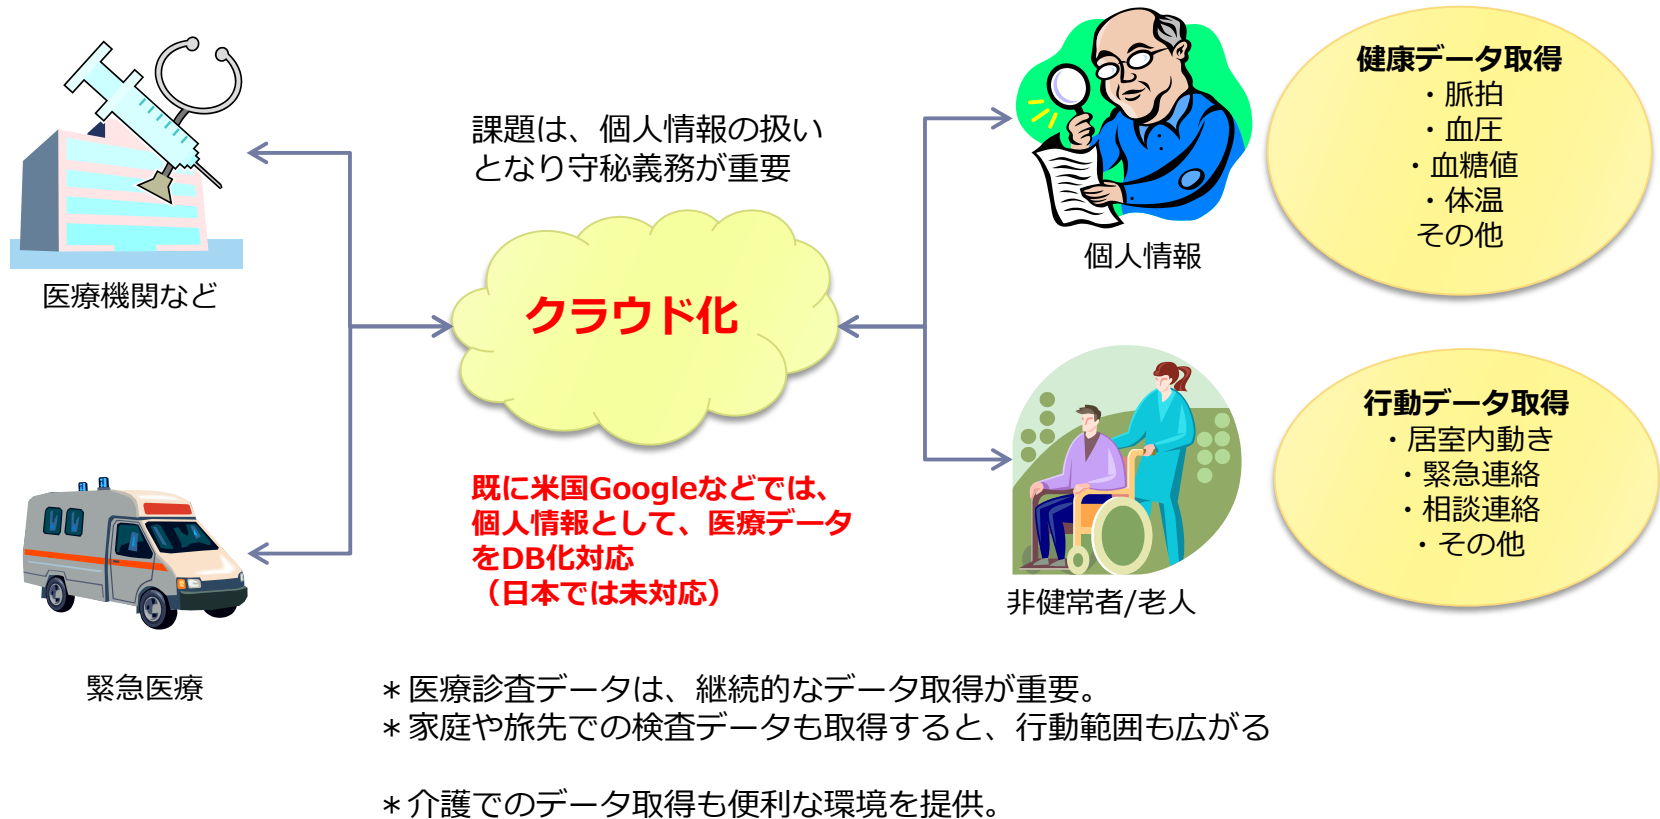 課題は、個人情報の扱い
となり守秘義務が重要
医療機関など
クラウド化
既に米国Googleなどでは、
個人情報として、医療データ
をDB化対応
（日本では未対応）
緊急医療
個人情報
健康データ取得
・脈拍
・血圧
・血糖値
・体温
その他
非健常者/老人
行動データ取得
・居室内動き
・緊急連絡
・相談連絡
・その他
＊医療診査データは、継続的なデータ取得が重要。
＊家庭や旅先での検査データも取得すると、行動範囲も広がる
＊介護でのデータ取得も便利な環境を提供。